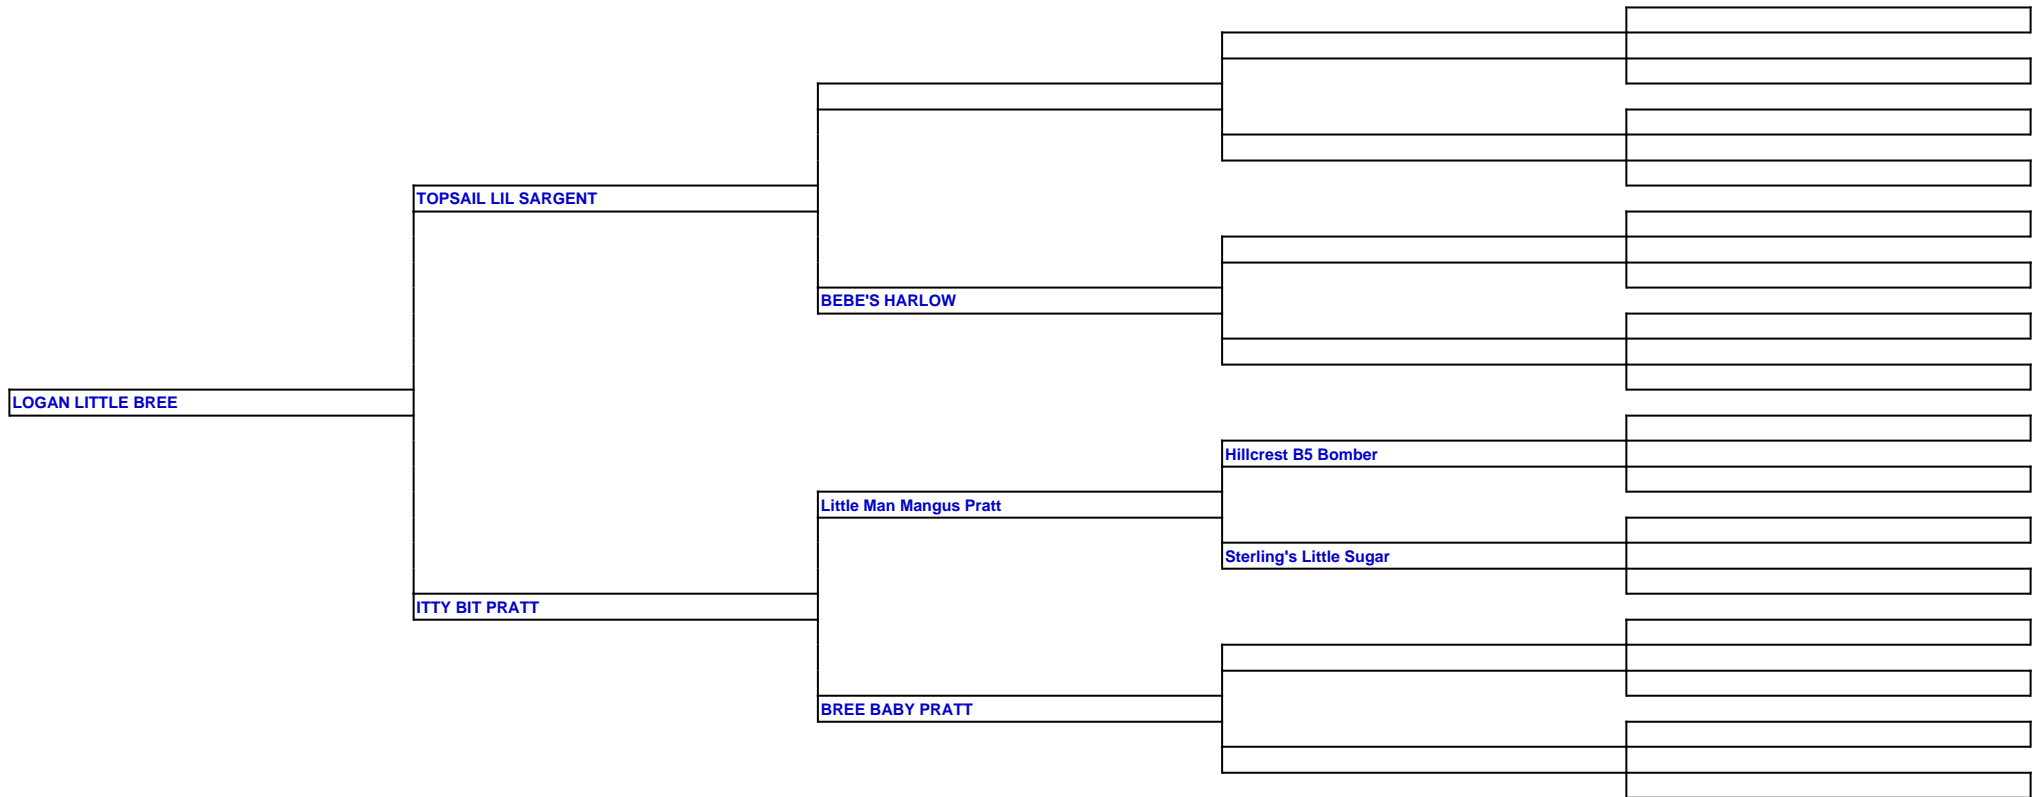 TOPSAIL LIL SARGENT
BEBE'S HARLOW
LOGAN LITTLE BREE
Hillcrest B5 Bomber
Little Man Mangus Pratt
Sterling's Little Sugar
ITTY BIT PRATT
BREE BABY PRATT